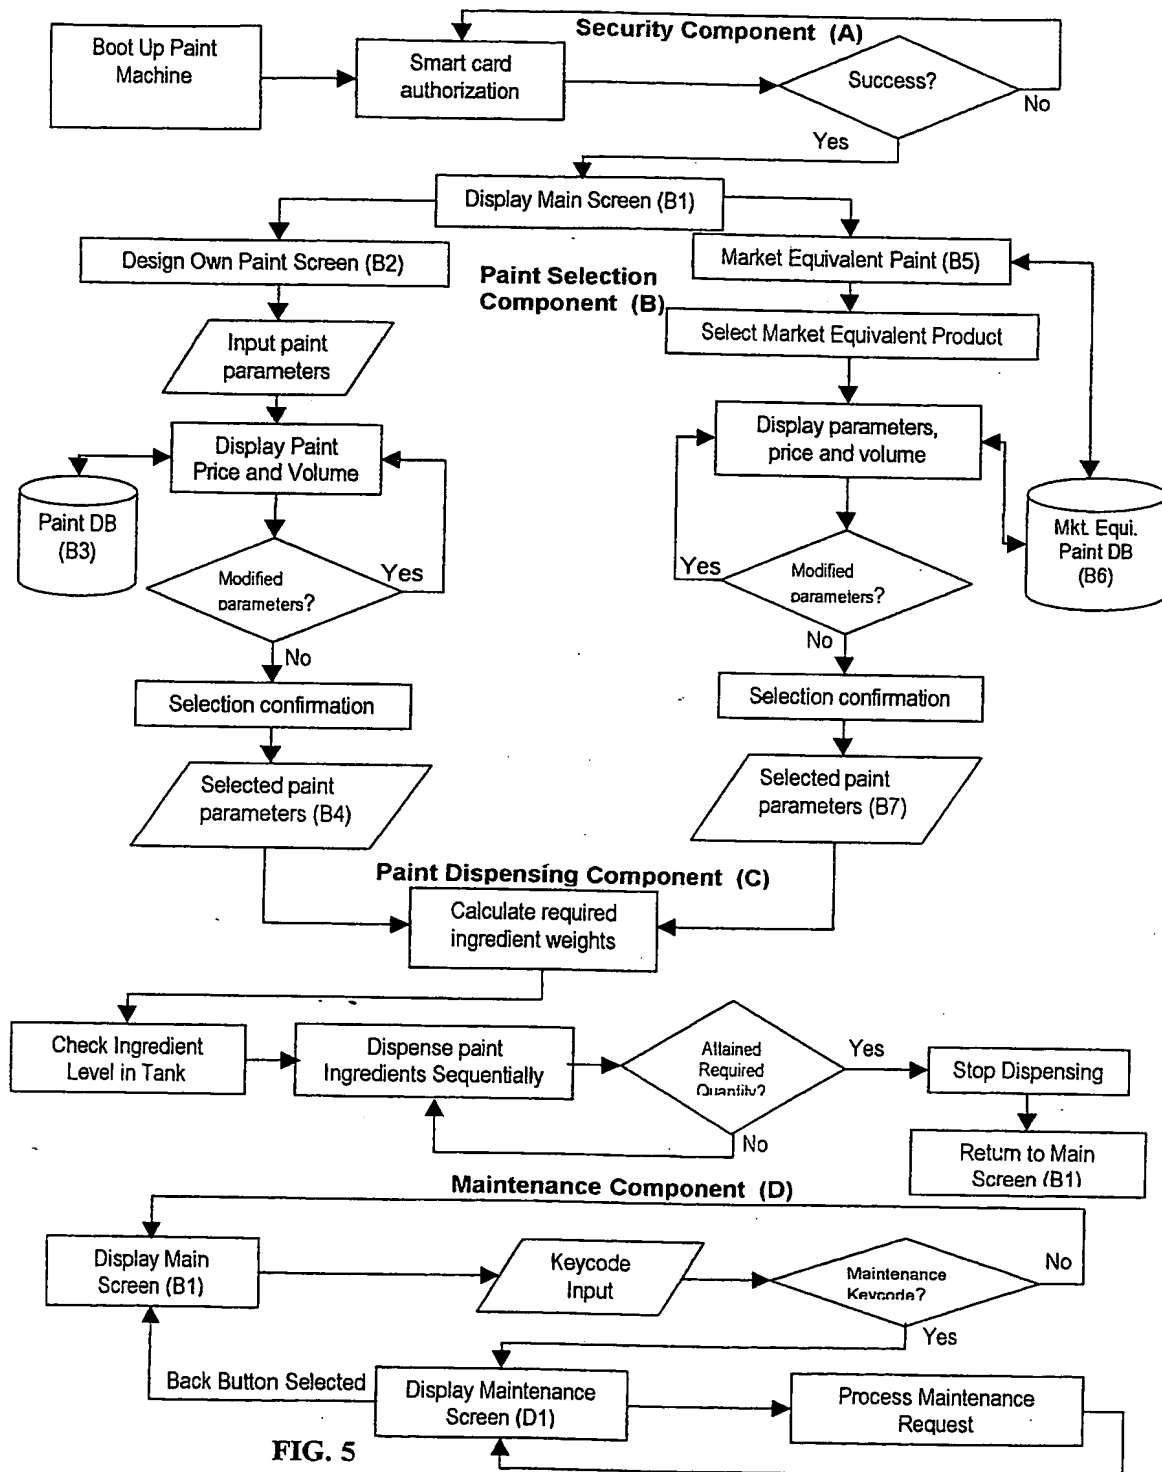 Security Component (A)
Boot Up Paint
Machine
Smart card
authorization
Success?
No
Yes
Display Main Screen (B1)
Design Own Paint Screen (B2)
Market Equivalent Paint (B5)
Paint Selection
Component (B)
Input paint
parameters
Select Market Equivalent Product
Display Paint
Price and Volume
Display parameters,
price and volume
Paint DB
(B3)
Mkt. Equi.
Paint DB
(B6)
Modified
parameters?
Yes
Yes
Modified
parameters?
No
No
Selection confirmation
Selection confirmation
Selected paint
parameters (B4)
Selected paint
parameters (B7)
Paint Dispensing Component (C)
Calculate required
ingredient weights
Check Ingredient
Level in Tank
Dispense paint
Ingredients Sequentially
Attained
Required
Quantity?
Yes
No
Stop Dispensing
Return to Main
Screen (B1)
Maintenance Component (D)
Display Main
Screen (B1)
Keycode
Input
Maintenance
Keycode?
No
Yes
Back Button Selected
Display Maintenance
Screen (D1)
Process Maintenance
Request
FIG. 5